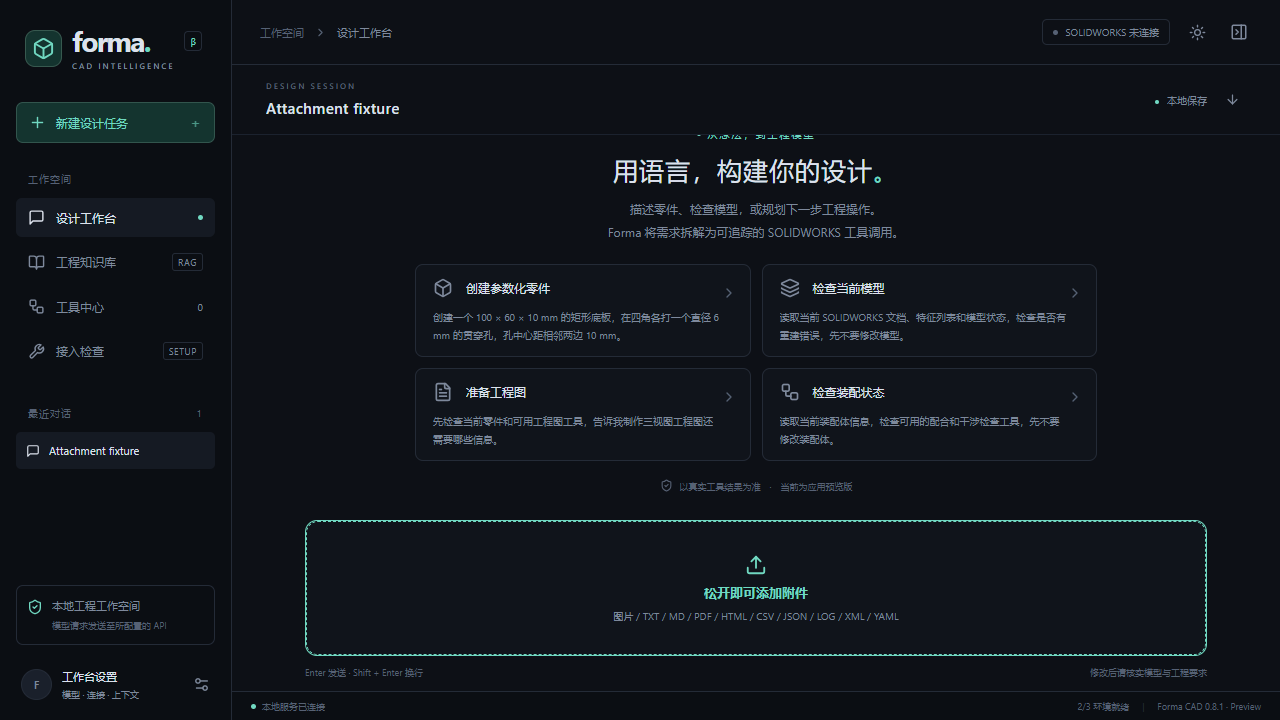 forma.
β
CAD INTELLIGENCE
新建设计任务
+
工作空间
设计工作台
工程知识库
RAG
工具中心
0
接入检查
SETUP
最近对话
1
Attachment fixture
本地工程工作空间
模型请求发送至所配置的 API
F
工作台设置
模型 · 连接 · 上下文
工作空间
设计工作台
SOLIDWORKS 未连接
DESIGN SESSION
Attachment fixture
本地保存
用语言，构建你的设计。
描述零件、检查模型，或规划下一步工程操作。
Forma 将需求拆解为可追踪的 SOLIDWORKS 工具调用。
创建参数化零件
创建一个 100 × 60 × 10 mm 的矩形底板，在四角各打一个直径 6
mm 的贯穿孔，孔中心距相邻两边 10 mm。
检查当前模型
读取当前 SOLIDWORKS 文档、特征列表和模型状态，检查是否有
重建错误，先不要修改模型。
准备工程图
先检查当前零件和可用工程图工具，告诉我制作三视图工程图还
需要哪些信息。
检查装配状态
读取当前装配体信息，检查可用的配合和干涉检查工具，先不要
修改装配体。
以真实工具结果为准 · 当前为应用预览版
松开即可添加附件
图片 / TXT / MD / PDF / HTML / CSV / JSON / LOG / XML / YAML
Enter 发送 · Shift + Enter 换行
修改后请核实模型与工程要求
本地服务已连接
2/3 环境就绪
Forma CAD 0.8.1 · Preview